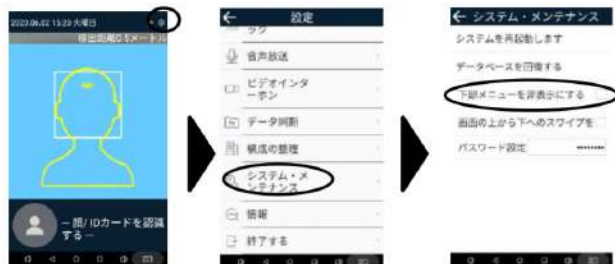 2020.06.02 15:23 火曜日
検出距離0.5メートル
– 顔/IDカードを認識
する –
設定
ログ
音声放送
ビデオインタ
ーホン
データ同期
構成の整理
システム・メ
ンテナンス
情報
終了する
システム・メンテナンス
システムを再起動します
データベースを回復する
下部メニューを非表示にする
画面の上から下へのスワイプを
パスワード設定 ********